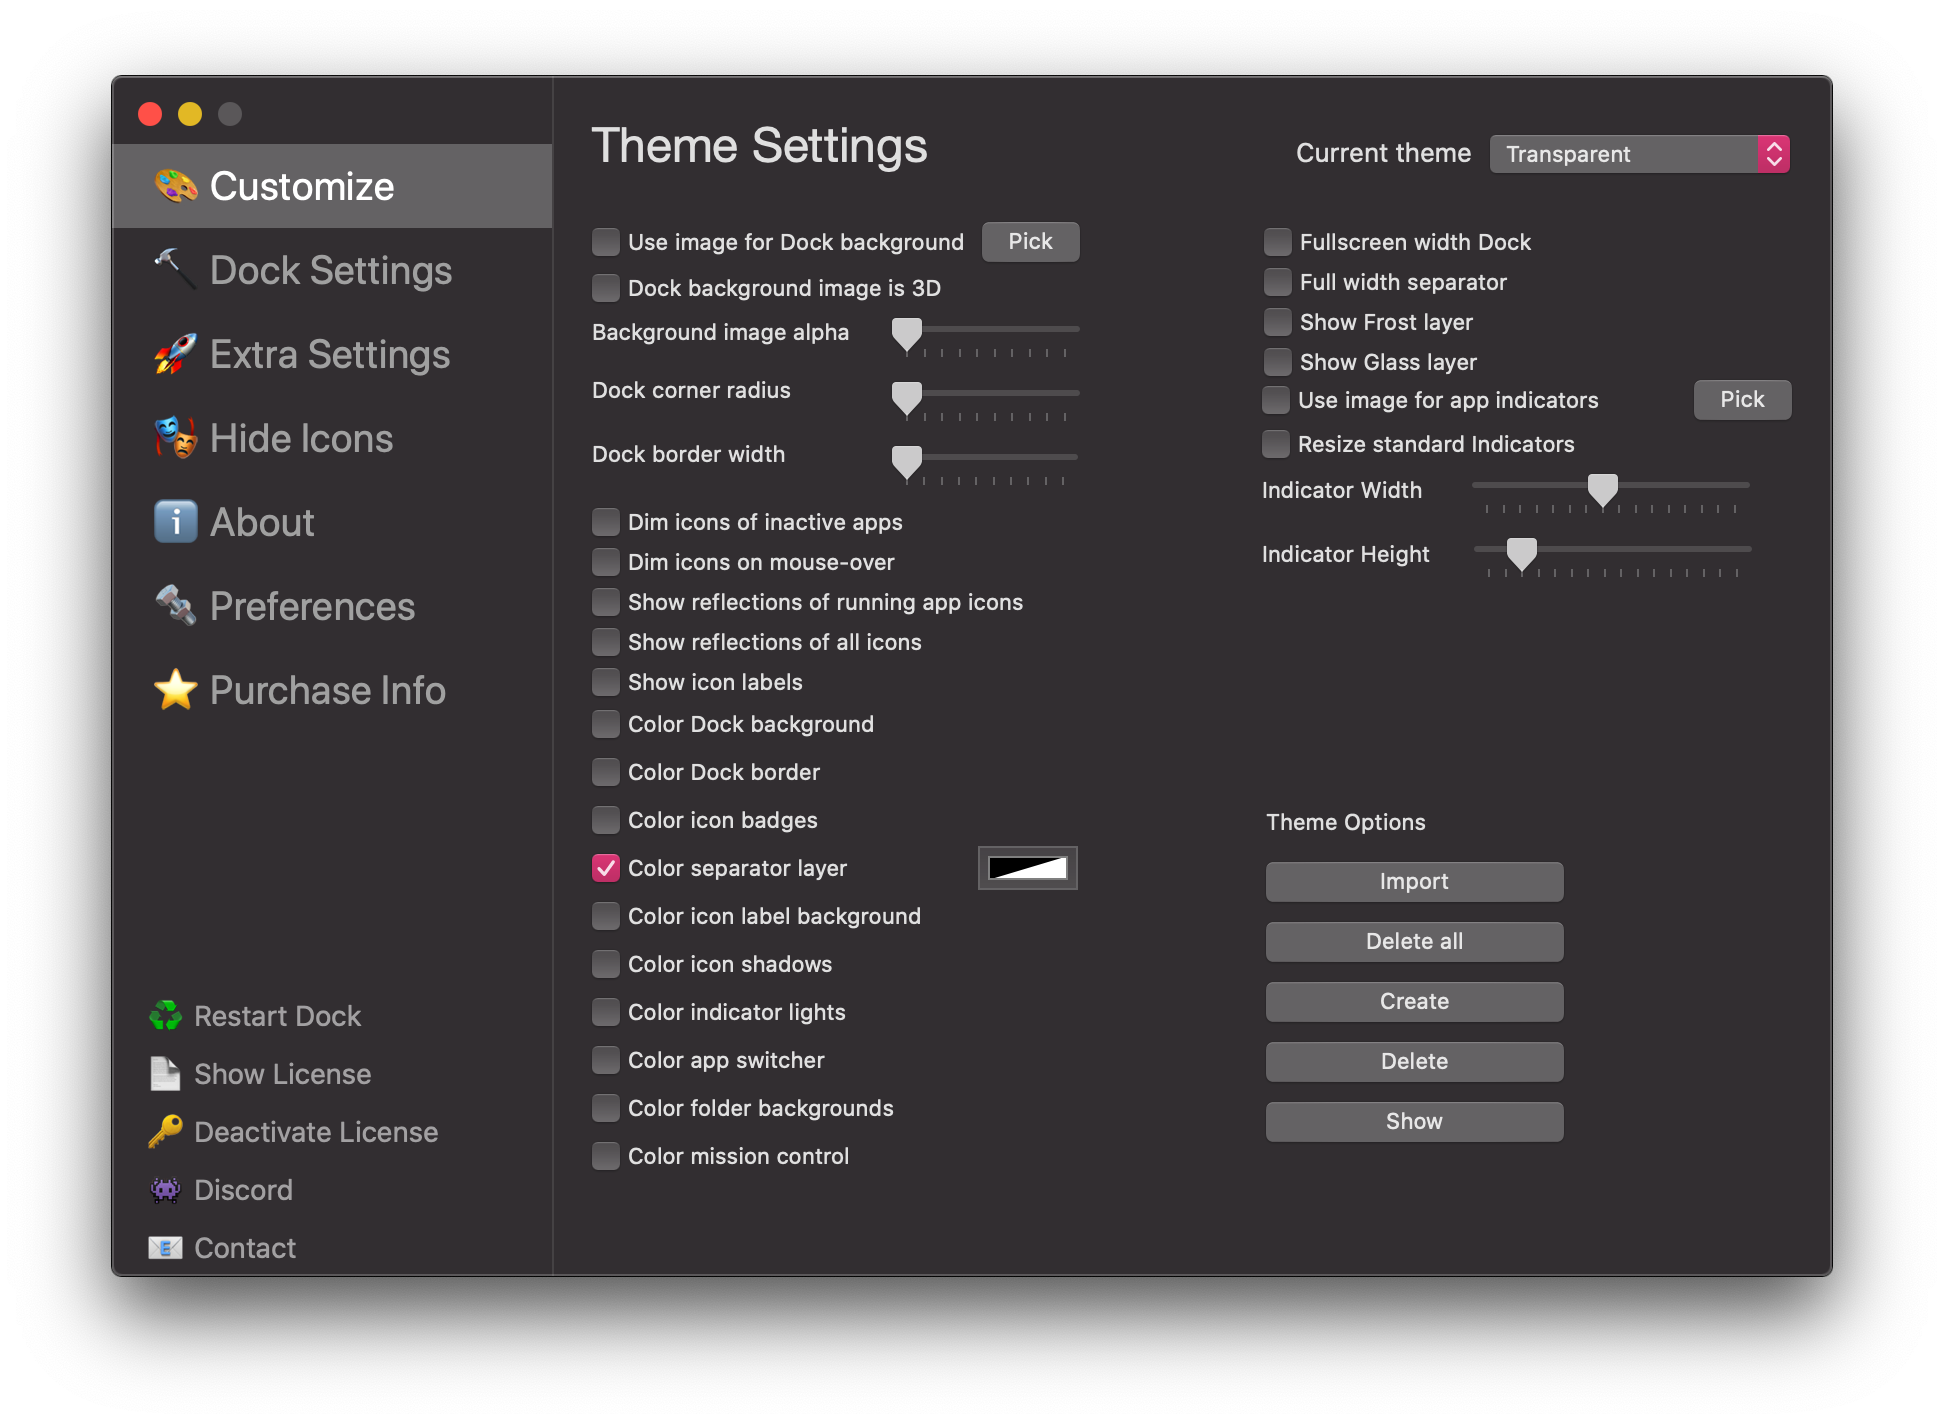 Customize
Dock Settings
Extra Settings
Hide Icons
About
Preferences
Purchase Info
Restart Dock
Show License
Deactivate License
Discord
Contact
Theme Settings
Current theme Transparent
Use image for Dock background Pick
Dock background image is 3D
Background image alpha
Dock corner radius
Dock border width
Dim icons of inactive apps
Dim icons on mouse-over
Show reflections of running app icons
Show reflections of all icons
Show icon labels
Color Dock background
Color Dock border
Color icon badges
Color separator layer
Color icon label background
Color icon shadows
Color indicator lights
Color app switcher
Color folder backgrounds
Color mission control
Fullscreen width Dock
Full width separator
Show Frost layer
Show Glass layer
Use image for app indicators Pick
Resize standard Indicators
Indicator Width
Indicator Height
Theme Options
Import
Delete all
Create
Delete
Show